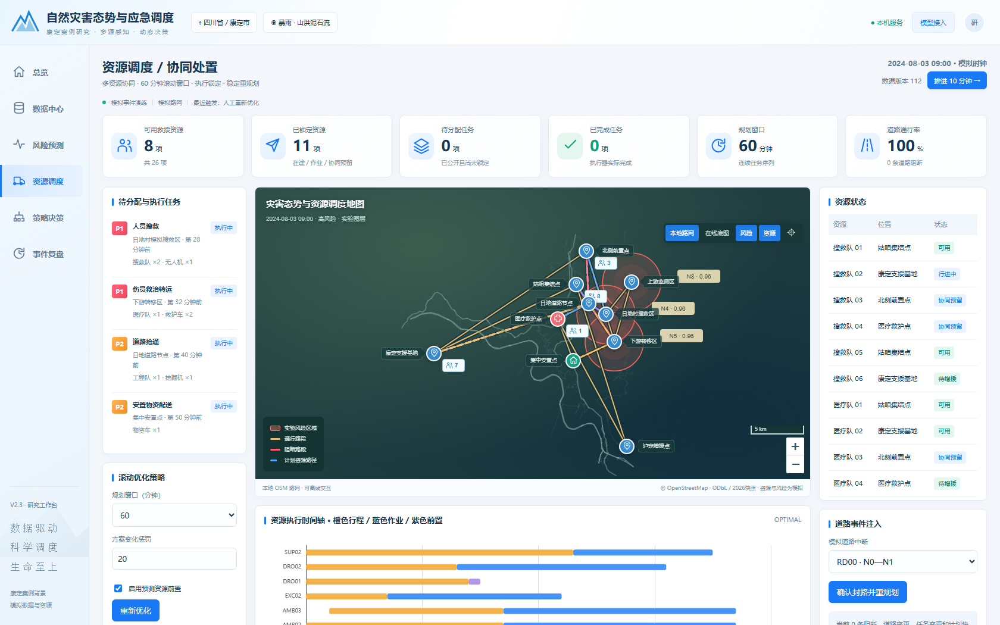 自然灾害态势与应急调度
康定案例研究 · 多源感知 · 动态决策
四川省 / 康定市
◉ 暴雨 · 山洪泥石流
● 本机服务
模型接入
研
总览
数据中心
风险预测
资源调度
策略决策
事件复盘
V2.3 · 研究工作台
数据驱动
科学调度
生命至上
康定案例背景
模拟数据与资源
资源调度 / 协同处置
多资源协同 · 60 分钟滚动窗口 · 执行锁定 · 稳定重规划
模拟事件演练
模拟路网
最近触发：人工重新优化
2024-08-03 09:00 • 模拟时钟
数据版本 112
推进 10 分钟 →
可用救援资源
8 项
共 26 项
已锁定资源
11 项
在途 / 作业 / 协同预留
待分配任务
0 项
已公开且尚未锁定
已完成任务
0 项
执行器实际完成
规划窗口
60 分钟
连续任务序列
道路通行率
100 %
0 条道路阻断
待分配与执行任务
P1
人员搜救
执行中
日地村模拟搜救区 · 第 28
分钟前
搜救队 ×2 · 无人机 ×1
P1
伤员救治转运
执行中
下游转移区 · 第 32 分钟前
医疗队 ×1 · 救护车 ×2
P2
道路抢通
执行中
日地道路节点 · 第 40 分钟
前
工程队 ×1 · 挖掘机 ×1
P2
安置物资配送
执行中
集中安置点 · 第 50 分钟前
物资车 ×1
滚动优化策略
规划窗口（分钟）
60
方案变化惩罚
20
启用预测资源前置
重新优化
灾害态势与资源调度地图
2024-08-03 09:00 · 高风险 · 实验图层
本地路网
在线底图
风险
资源
北侧前置点
3
上游监测区
N8 · 0.96
姑咱集结点
8
日地道路节点
N4 · 0.96
日地村搜救区
医疗救护点
1
N5 · 0.96
下游转移区
康定支援基地
7
集中安置点
泸定增援点
实验风险区域
通行路段
阻断路段
计划资源路径
5 km
+
−
本地 OSM 路网 · 可离线交互
© OpenStreetMap · ODbL / 2026快照 · 资源与风险为模拟
资源执行时间轴 • 橙色行程 / 蓝色作业 / 紫色前置
OPTIMAL
SUP02
DRO02
DRO01
EXC02
AMB03
AMB02
资源状态
资源 位置 状态
搜救队 01 姑咱集结点 可用
搜救队 02 康定支援基地 行进中
搜救队 03 北侧前置点 协同预留
搜救队 04 医疗救护点 协同预留
搜救队 05 姑咱集结点 可用
搜救队 06 康定支援基地 待增援
医疗队 01 姑咱集结点 可用
医疗队 02 康定支援基地 可用
医疗队 03 北侧前置点 协同预留
医疗队 04 医疗救护点 待增援
道路事件注入
模拟道路中断
RD00 · N0—N1
确认封路并重规划
当前 0 条阻断。道路变更、任务变更和计划快